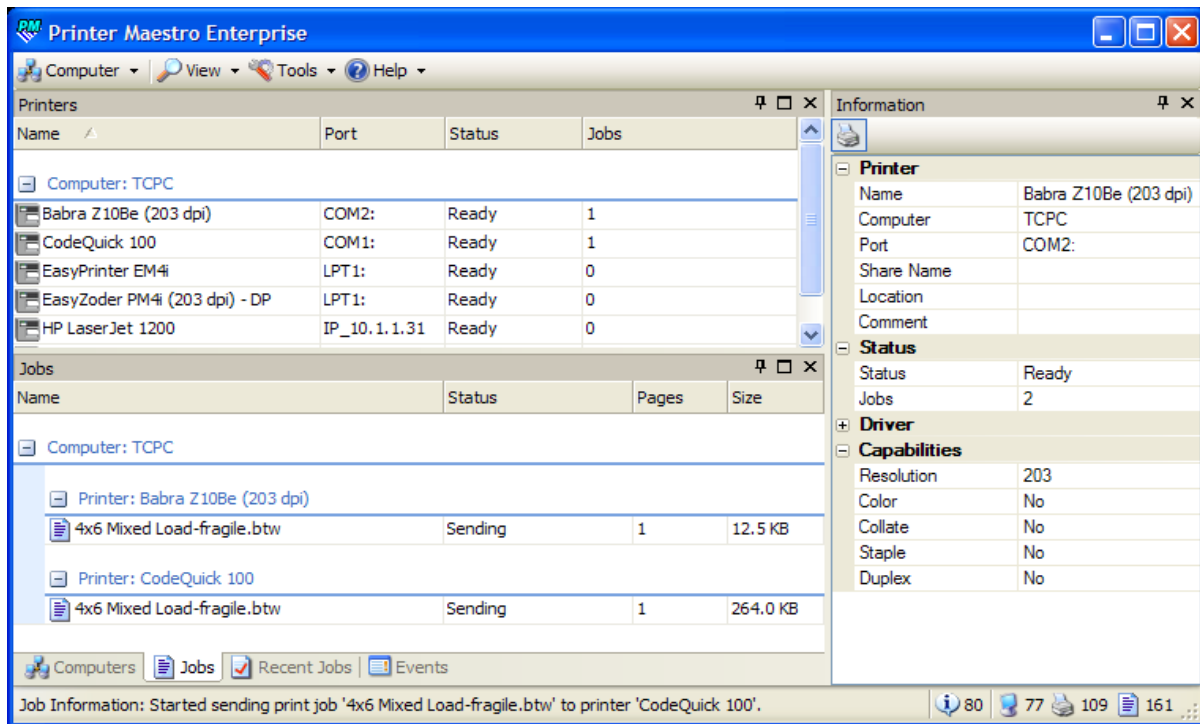 PM Printer Maestro Enterprise
Computer View Tools Help
Printers
Name Port Status Jobs
Computer: TCPC
Babra Z10Be (203 dpi) COM2: Ready 1
CodeQuick 100 COM1: Ready 1
EasyPrinter EM4i LPT1: Ready 0
EasyZoder PM4i (203 dpi) - DP LPT1: Ready 0
HP LaserJet 1200 IP_10.1.1.31 Ready 0
Jobs
Name Status Pages Size
Computer: TCPC
Printer: Babra Z10Be (203 dpi)
4x6 Mixed Load-fragile.btw Sending 1 12.5 KB
Printer: CodeQuick 100
4x6 Mixed Load-fragile.btw Sending 1 264.0 KB
Computers Jobs Recent Jobs Events
Information
Printer
Name Babra Z10Be (203 dpi)
Computer TCPC
Port COM2:
Share Name
Location
Comment
Status
Status Ready
Jobs 2
Driver
Capabilities
Resolution 203
Color No
Collate No
Staple No
Duplex No
Job Information: Started sending print job '4x6 Mixed Load-fragile.btw' to printer 'CodeQuick 100'. 80 77 109 161